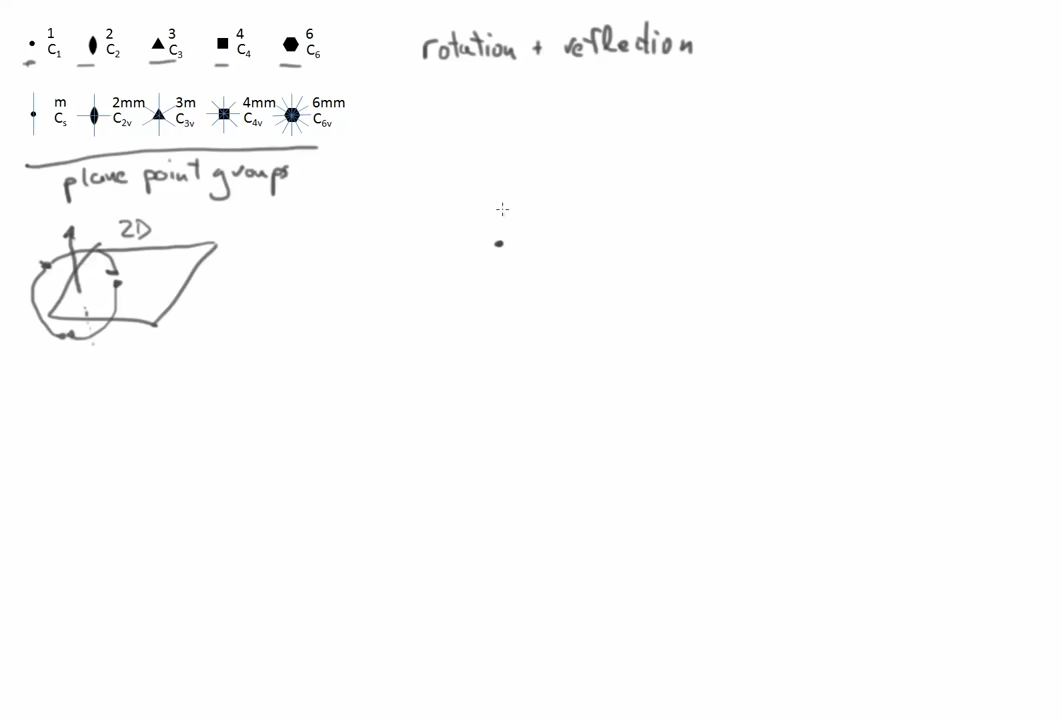 1 2 3 4 6
C₁ C₂ C₃ C₄ C₆
rotation + reflection
m 2mm 3m 4mm 6mm
Cₛ C₂ᵥ C₃ᵥ C₄ᵥ C₆ᵥ
plane point groups
2D